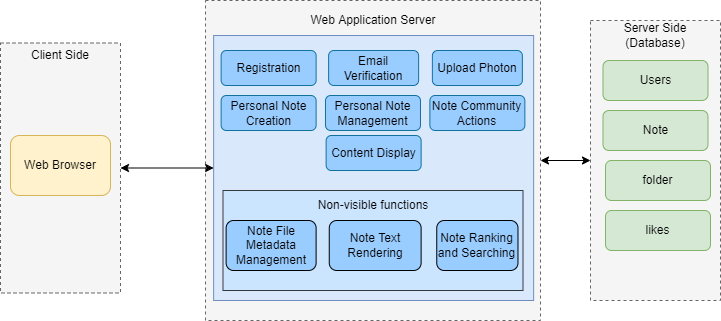 Client Side
Web Browser
Web Application Server
Registration
Email
Verification
Upload Photon
Personal Note
Creation
Personal Note
Management
Note Community
Actions
Content Display
Non-visible functions
Note File
Metadata
Management
Note Text
Rendering
Note Ranking
and Searching
Server Side
(Database)
Users
Note
folder
likes